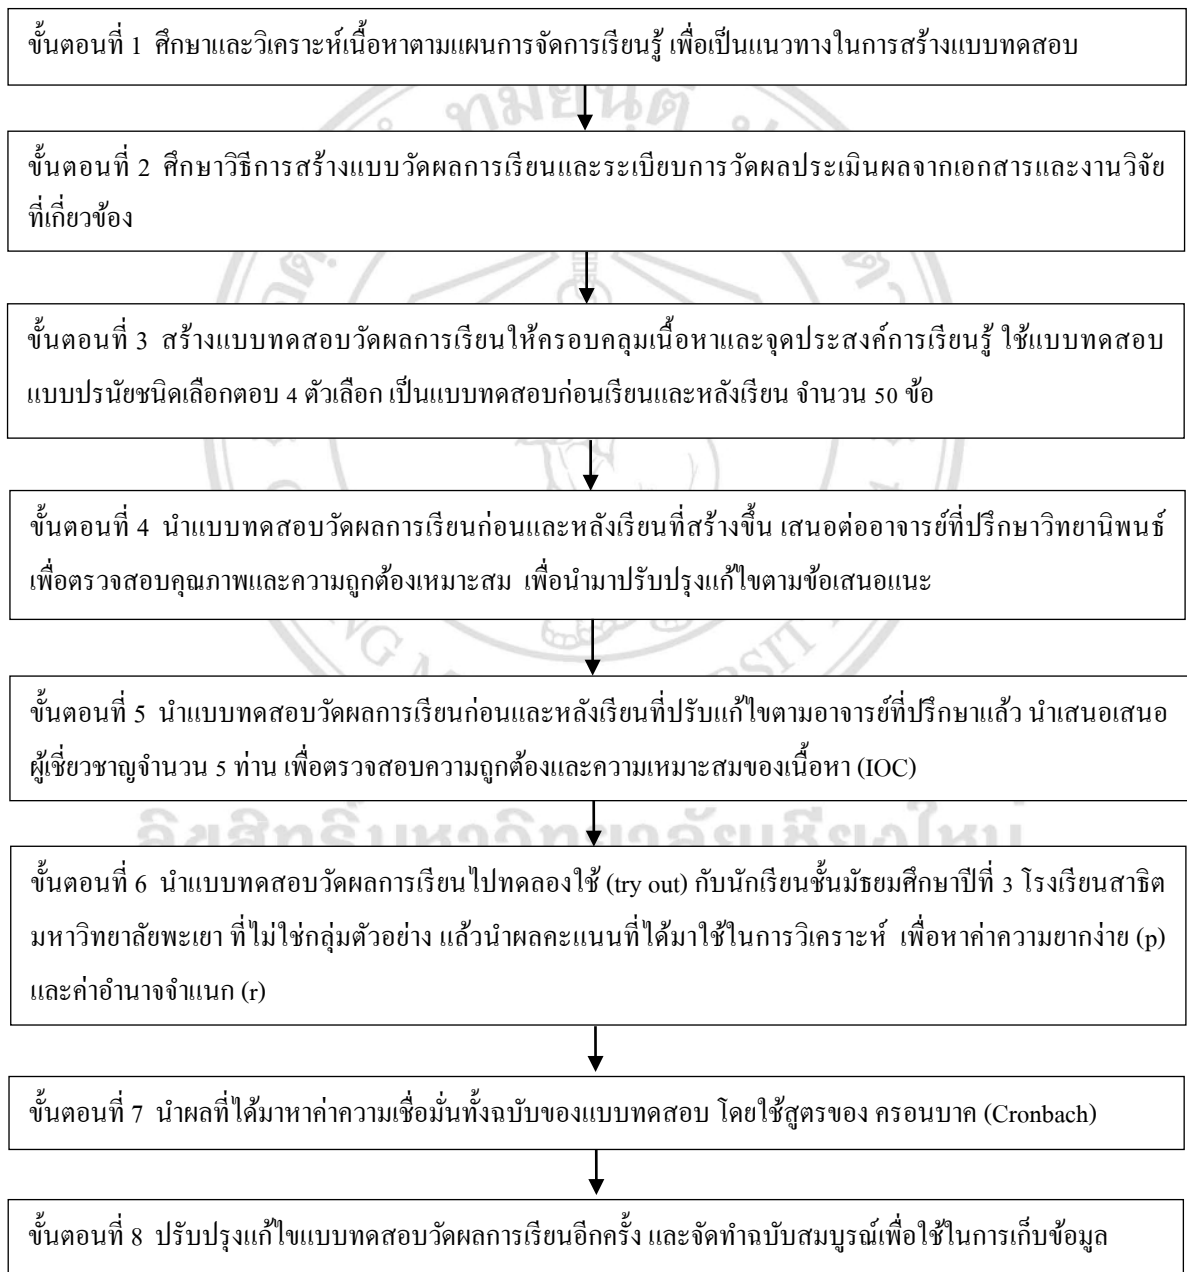 ขั้นตอนที่ 1 ศึกษาและวิเคราะห์เนื้อหาตามแผนการจัดการเรียนรู้ เพื่อเป็นแนวทางในการสร้างแบบทดสอบ
ขั้นตอนที่ 2 ศึกษาวิธีการสร้างแบบวัดผลการเรียนและระเบียบการวัดผลประเมินผลจากเอกสารและงานวิจัย
ที่เกี่ยวข้อง
ขั้นตอนที่ 3 สร้างแบบทดสอบวัดผลการเรียนให้ครอบคลุมเนื้อหาและจุดประสงค์การเรียนรู้ ใช้แบบทดสอบ
แบบปรนัยชนิดเลือกตอบ 4 ตัวเลือก เป็นแบบทดสอบก่อนเรียนและหลังเรียน จำนวน 50 ข้อ
ขั้นตอนที่ 4 นำแบบทดสอบวัดผลการเรียนก่อนและหลังเรียนที่สร้างขึ้น เสนอต่ออาจารย์ที่ปรึกษาวิทยานิพนธ์
เพื่อตรวจสอบคุณภาพและความถูกต้องเหมาะสม เพื่อนำมาปรับปรุงแก้ไขตามข้อเสนอแนะ
ขั้นตอนที่ 5 นำแบบทดสอบวัดผลการเรียนก่อนและหลังเรียนที่ปรับแก้ไขตามอาจารย์ที่ปรึกษาแล้ว นำเสนอเสนอ
ผู้เชี่ยวชาญจำนวน 5 ท่าน เพื่อตรวจสอบความถูกต้องและความเหมาะสมของเนื้อหา (IOC)
ลิขสิทธิ์มหาวิทยาลัยเชียงใหม่
ขั้นตอนที่ 6 นำแบบทดสอบวัดผลการเรียนไปทดลองใช้ (try out) กับนักเรียนชั้นมัธยมศึกษาปีที่ 3 โรงเรียนสาธิต
มหาวิทยาลัยพะเยา ที่ไม่ใช่กลุ่มตัวอย่าง แล้วนำผลคะแนนที่ได้มาใช้ในการวิเคราะห์ เพื่อหาค่าความยากง่าย (p)
และค่าอำนาจจำแนก (r)
ขั้นตอนที่ 7 นำผลที่ได้มาหาค่าความเชื่อมั่นทั้งฉบับของแบบทดสอบ โดยใช้สูตรของ ครอนบาค (Cronbach)
ขั้นตอนที่ 8 ปรับปรุงแก้ไขแบบทดสอบวัดผลการเรียนอีกครั้ง และจัดทำฉบับสมบูรณ์เพื่อใช้ในการเก็บข้อมูล